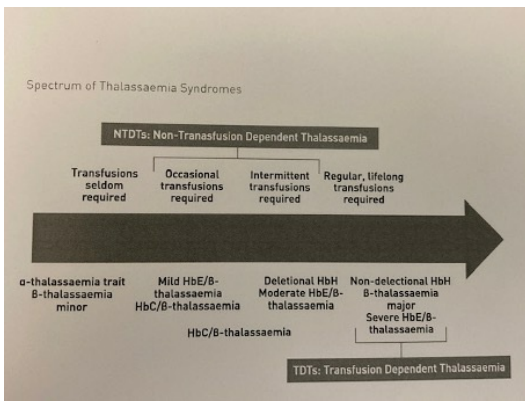 Spectrum of Thalassaemia Syndromes
NTDTs: Non-Tranasfusion Dependent Thalassaemia
Transfusions
seldom
required
Occasional
transfusions
required
Intermittent
transfusions
required
Regular, lifelong
transfusions
required
α-thalassaemia trait
β-thalassaemia
minor
Mild HbE/β-
thalassaemia
HbC/β-thalassaemia
HbC/β-thalassaemia
Deletional HbH
Moderate HbE/β-
thalassaemia
Non-delectional HbH
β-thalassaemia
major
Severe HbE/β-
thalassaemia
TDTs: Transfusion Dependent Thalassaemia